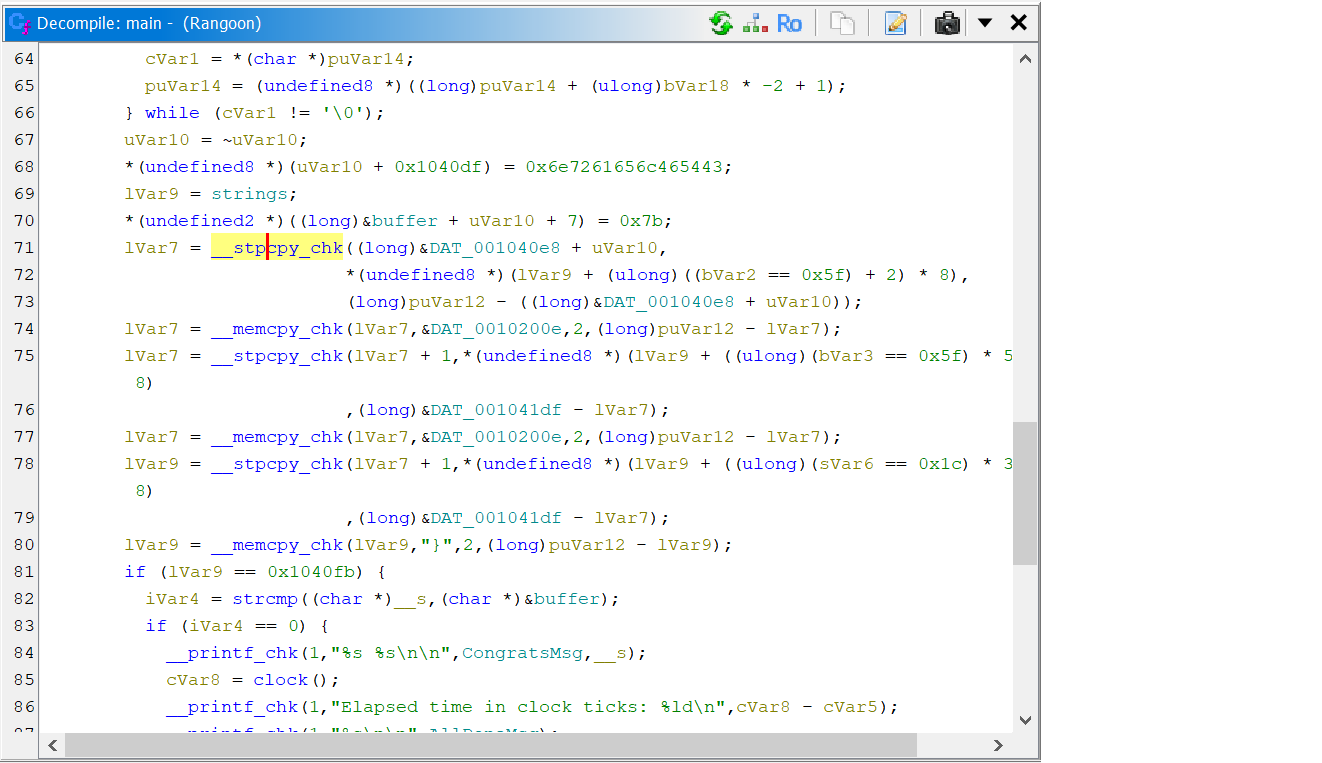 Decompile: main - (Rangoon)
Ro
64 cVar1 = *(char *)puVar14;
65 puVar14 = (undefined8 *)((long)puVar14 + (ulong)bVar18 * -2 + 1);
66 } while (cVar1 != '\0');
67 uVar10 = ~uVar10;
68 *(undefined8 *)(uVar10 + 0x1040df) = 0x6e7261656c465443;
69 lVar9 = strings;
70 *(undefined2 *)((long)&buffer + uVar10 + 7) = 0x7b;
71 lVar7 = __stpcpy_chk((long)&DAT_001040e8 + uVar10,
72 *(undefined8 *)(lVar9 + (ulong)((bVar2 == 0x5f) + 2) * 8),
73 (long)puVar12 - ((long)&DAT_001040e8 + uVar10));
74 lVar7 = __memcpy_chk(lVar7,&DAT_0010200e,2,(long)puVar12 - lVar7);
75 lVar7 = __stpcpy_chk(lVar7 + 1,*(undefined8 *)(lVar9 + ((ulong)(bVar3 == 0x5f) * 5
8)
76 ,(long)&DAT_001041df - lVar7);
77 lVar7 = __memcpy_chk(lVar7,&DAT_0010200e,2,(long)puVar12 - lVar7);
78 lVar9 = __stpcpy_chk(lVar7 + 1,*(undefined8 *)(lVar9 + ((ulong)(sVar6 == 0x1c) * 3
8)
79 ,(long)&DAT_001041df - lVar7);
80 lVar9 = __memcpy_chk(lVar9,"}",2,(long)puVar12 - lVar9);
81 if (lVar9 == 0x1040fb) {
82 iVar4 = strcmp((char *)__s,(char *)&buffer);
83 if (iVar4 == 0) {
84 __printf_chk(1,"%s %s\n\n",CongratsMsg,__s);
85 cVar8 = clock();
86 __printf_chk(1,"Elapsed time in clock ticks: %ld\n",cVar8 - cVar5);